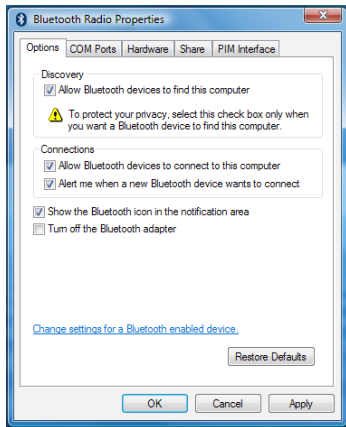 Bluetooth Radio Properties
Options COM Ports Hardware Share PIM Interface
Discovery
Allow Bluetooth devices to find this computer
To protect your privacy, select this check box only when
you want a Bluetooth device to find this computer.
Connections
Allow Bluetooth devices to connect to this computer
Alert me when a new Bluetooth device wants to connect
Show the Bluetooth icon in the notification area
Turn off the Bluetooth adapter
Change settings for a Bluetooth enabled device.
Restore Defaults
OK Cancel Apply